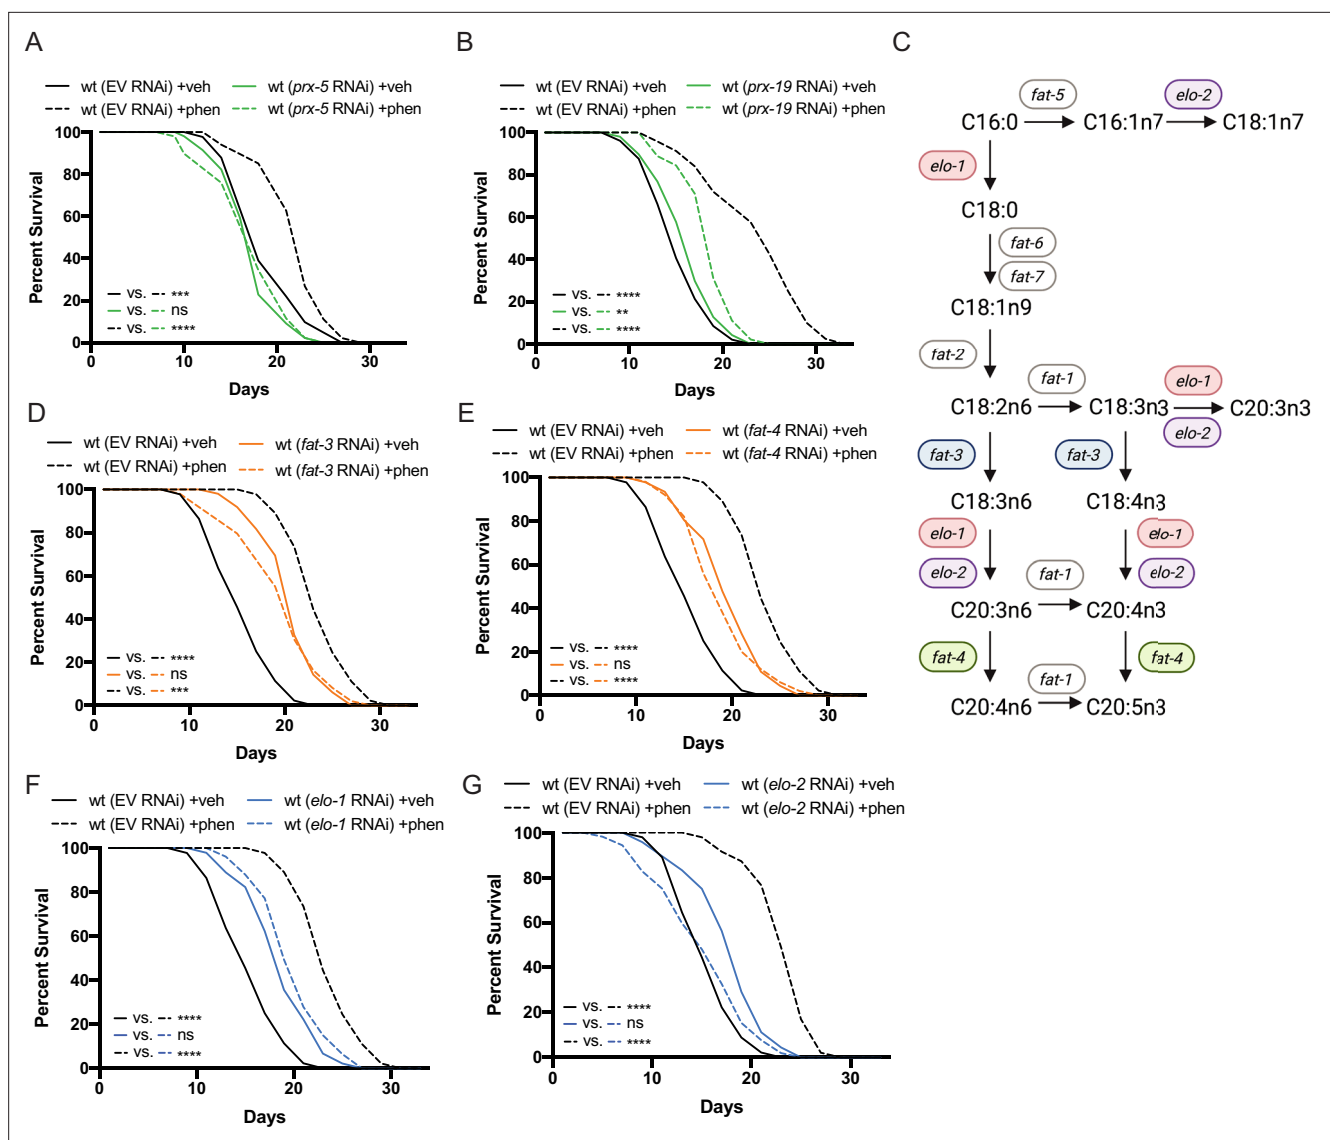 A
wt (EV RNAi) +veh wt (prx-5 RNAi) +veh
wt (EV RNAi) +phen wt (prx-5 RNAi) +phen
Percent Survival
100
80
60
40
20
0
vs. ***
vs. ns
vs. ****
0 10 20 30
Days
B
wt (EV RNAi) +veh wt (prx-19 RNAi) +veh
wt (EV RNAi) +phen wt (prx-19 RNAi) +phen
Percent Survival
100
80
60
40
20
0
vs. ****
vs. **
vs. ****
0 10 20 30
Days
C
fat-5 elo-2
C16:0 C16:1n7 C18:1n7
elo-1
C18:0
fat-6
fat-7
C18:1n9
fat-2
fat-1 elo-1
C18:2n6 C18:3n3 C20:3n3
elo-2
fat-3 fat-3
C18:3n6 C18:4n3
elo-1 elo-1
elo-2 fat-1 elo-2
C20:3n6 C20:4n3
fat-4 fat-4
fat-1
C20:4n6 C20:5n3
D
wt (EV RNAi) +veh wt (fat-3 RNAi) +veh
wt (EV RNAi) +phen wt (fat-3 RNAi) +phen
Percent Survival
100
80
60
40
20
0
vs. ****
vs. ns
vs. ***
0 10 20 30
Days
E
wt (EV RNAi) +veh wt (fat-4 RNAi) +veh
wt (EV RNAi) +phen wt (fat-4 RNAi) +phen
Percent Survival
100
80
60
40
20
0
vs. ****
vs. ns
vs. ****
0 10 20 30
Days
F
wt (EV RNAi) +veh wt (elo-1 RNAi) +veh
wt (EV RNAi) +phen wt (elo-1 RNAi) +phen
Percent Survival
100
80
60
40
20
0
vs. ****
vs. ns
vs. ****
0 10 20 30
Days
G
wt (EV RNAi) +veh wt (elo-2 RNAi) +veh
wt (EV RNAi) +phen wt (elo-2 RNAi) +phen
Percent Survival
100
80
60
40
20
0
vs. ****
vs. ns
vs. ****
0 10 20 30
Days